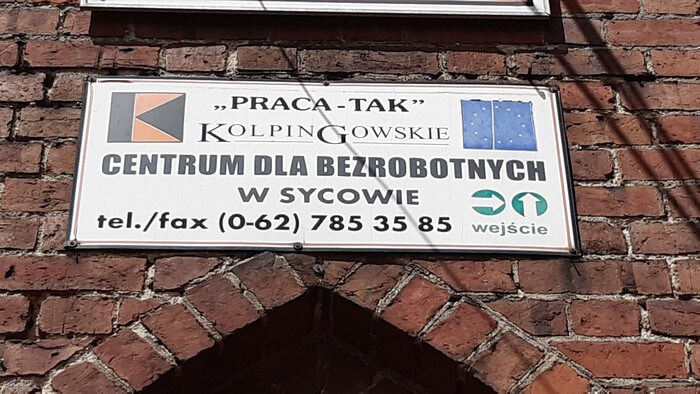 „PRACA-TAK”
KOLPINGOWSKIE
CENTRUM DLA BEZROBOTNYCH
W SYCOWIE
tel./fax (0-62) 785 35 85
wejście